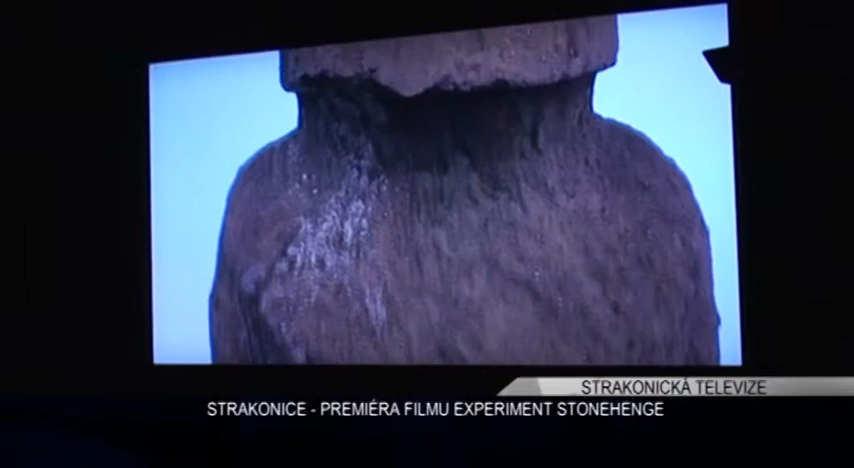 STRAKONICKÁ TELEVIZE
STRAKONICE - PREMIÉRA FILMU EXPERIMENT STONEHENGE